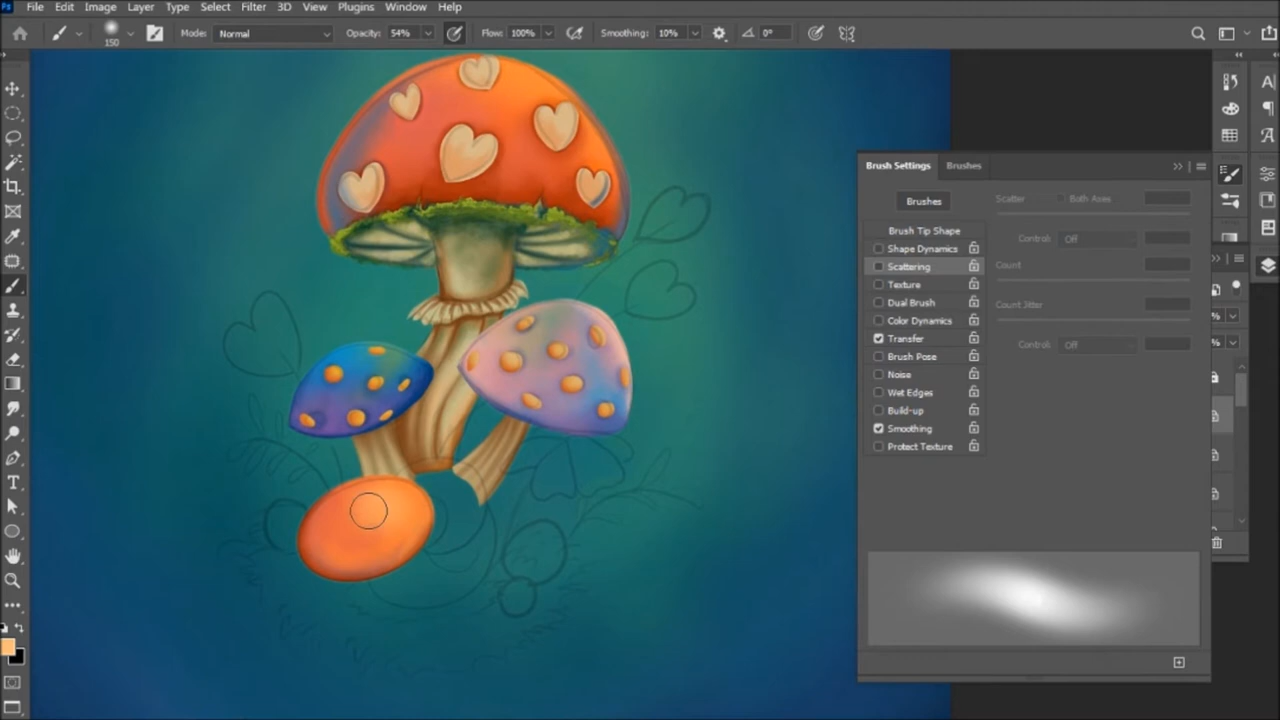 Ps File Edit Image Layer Type Select Filter 3D View Plugins Window Help
150 Mode: Normal Opacity: 54% Flow: 100% Smoothing: 10% 0°
Brush Settings Brushes
Brushes
Scatter Both Axes
Brush Tip Shape
Shape Dynamics
Control: Off
Scattering
Count
Texture
Dual Brush
Count Jitter
Color Dynamics
Transfer
Control: Off
Brush Pose
Noise
Wet Edges
Build-up
Smoothing
Protect Texture